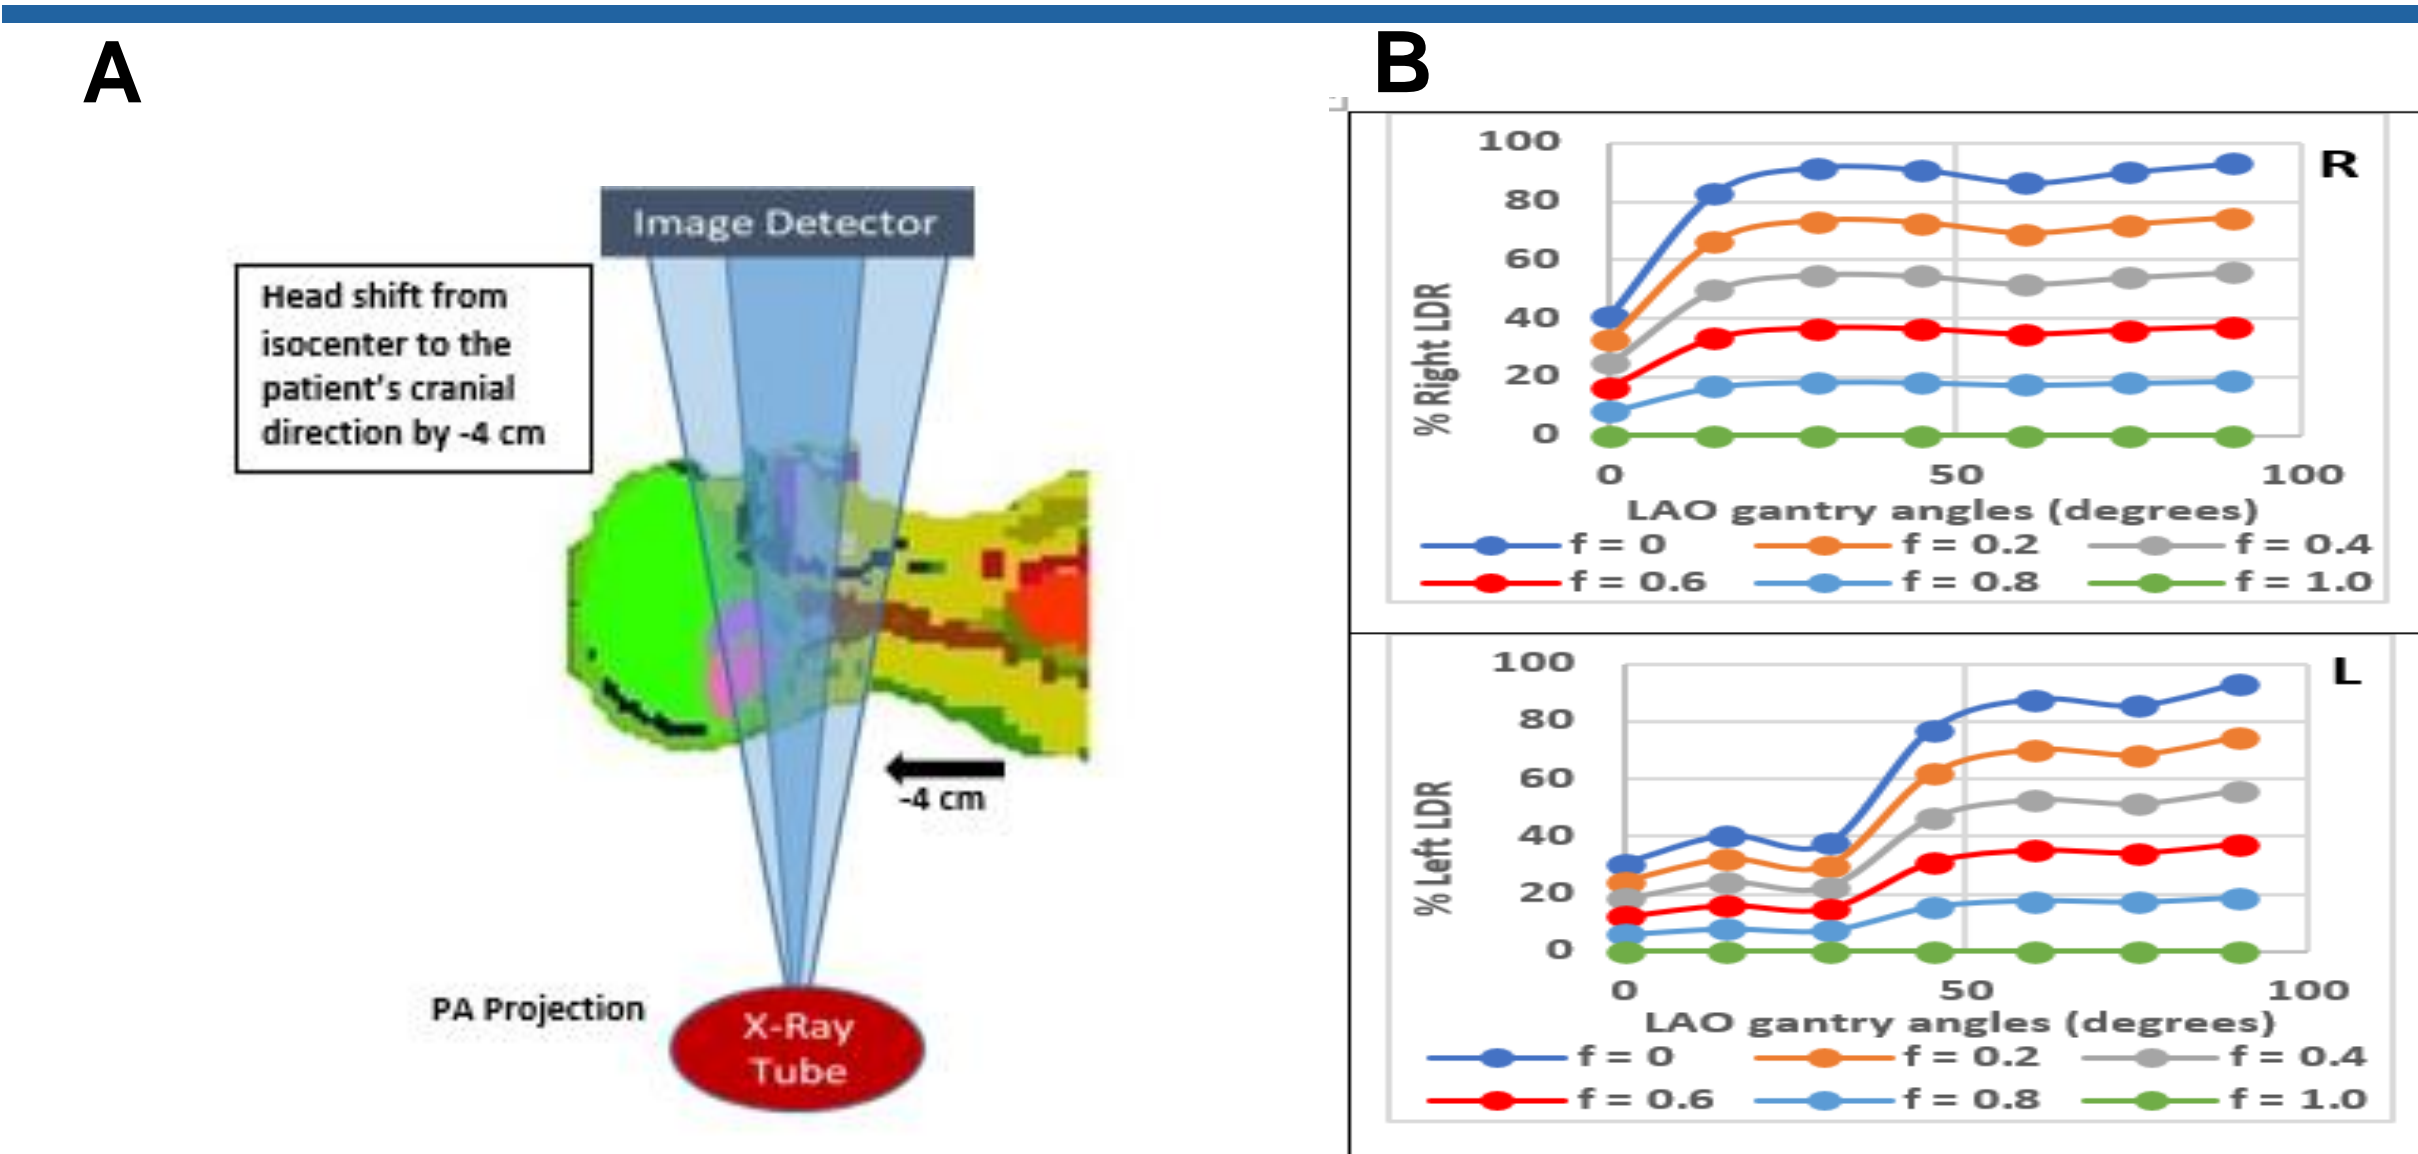 A
B
Image Detector
Head shift from
isocenter to the
patient's cranial
direction by -4 cm
-4 cm
PA Projection
X-Ray
Tube
R
% Right LDR
100
80
60
40
20
0
0 50 100
LAO gantry angles (degrees)
f = 0 f = 0.2 f = 0.4
f = 0.6 f = 0.8 f = 1.0
L
% Left LDR
100
80
60
40
20
0
0 50 100
LAO gantry angles (degrees)
f = 0 f = 0.2 f = 0.4
f = 0.6 f = 0.8 f = 1.0